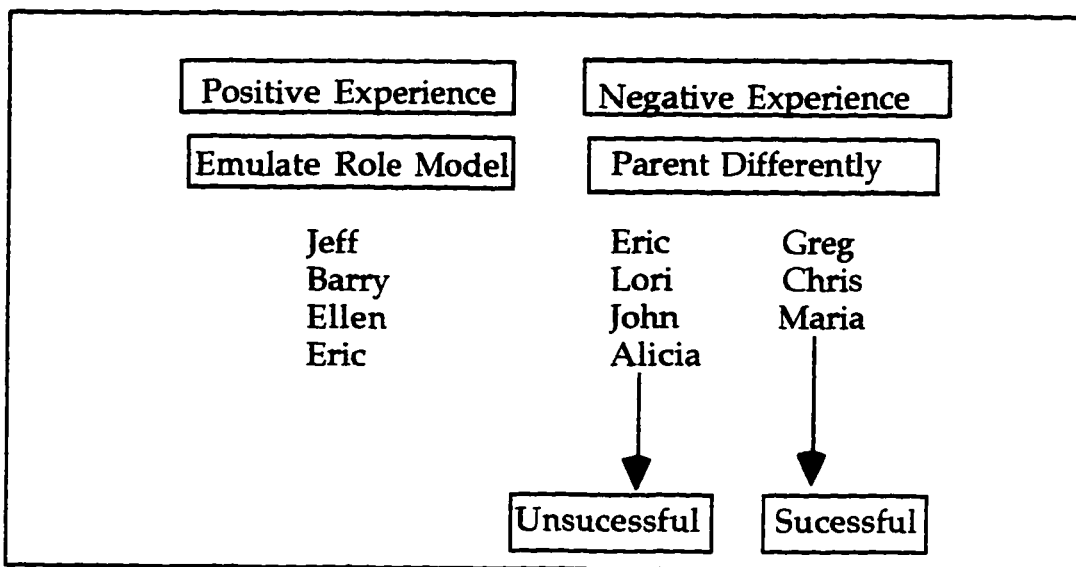 Positive Experience Negative Experience
Emulate Role Model Parent Differently
Jeff Eric Greg
Barry Lori Chris
Ellen John Maria
Eric Alicia
Unsucessful Sucessful